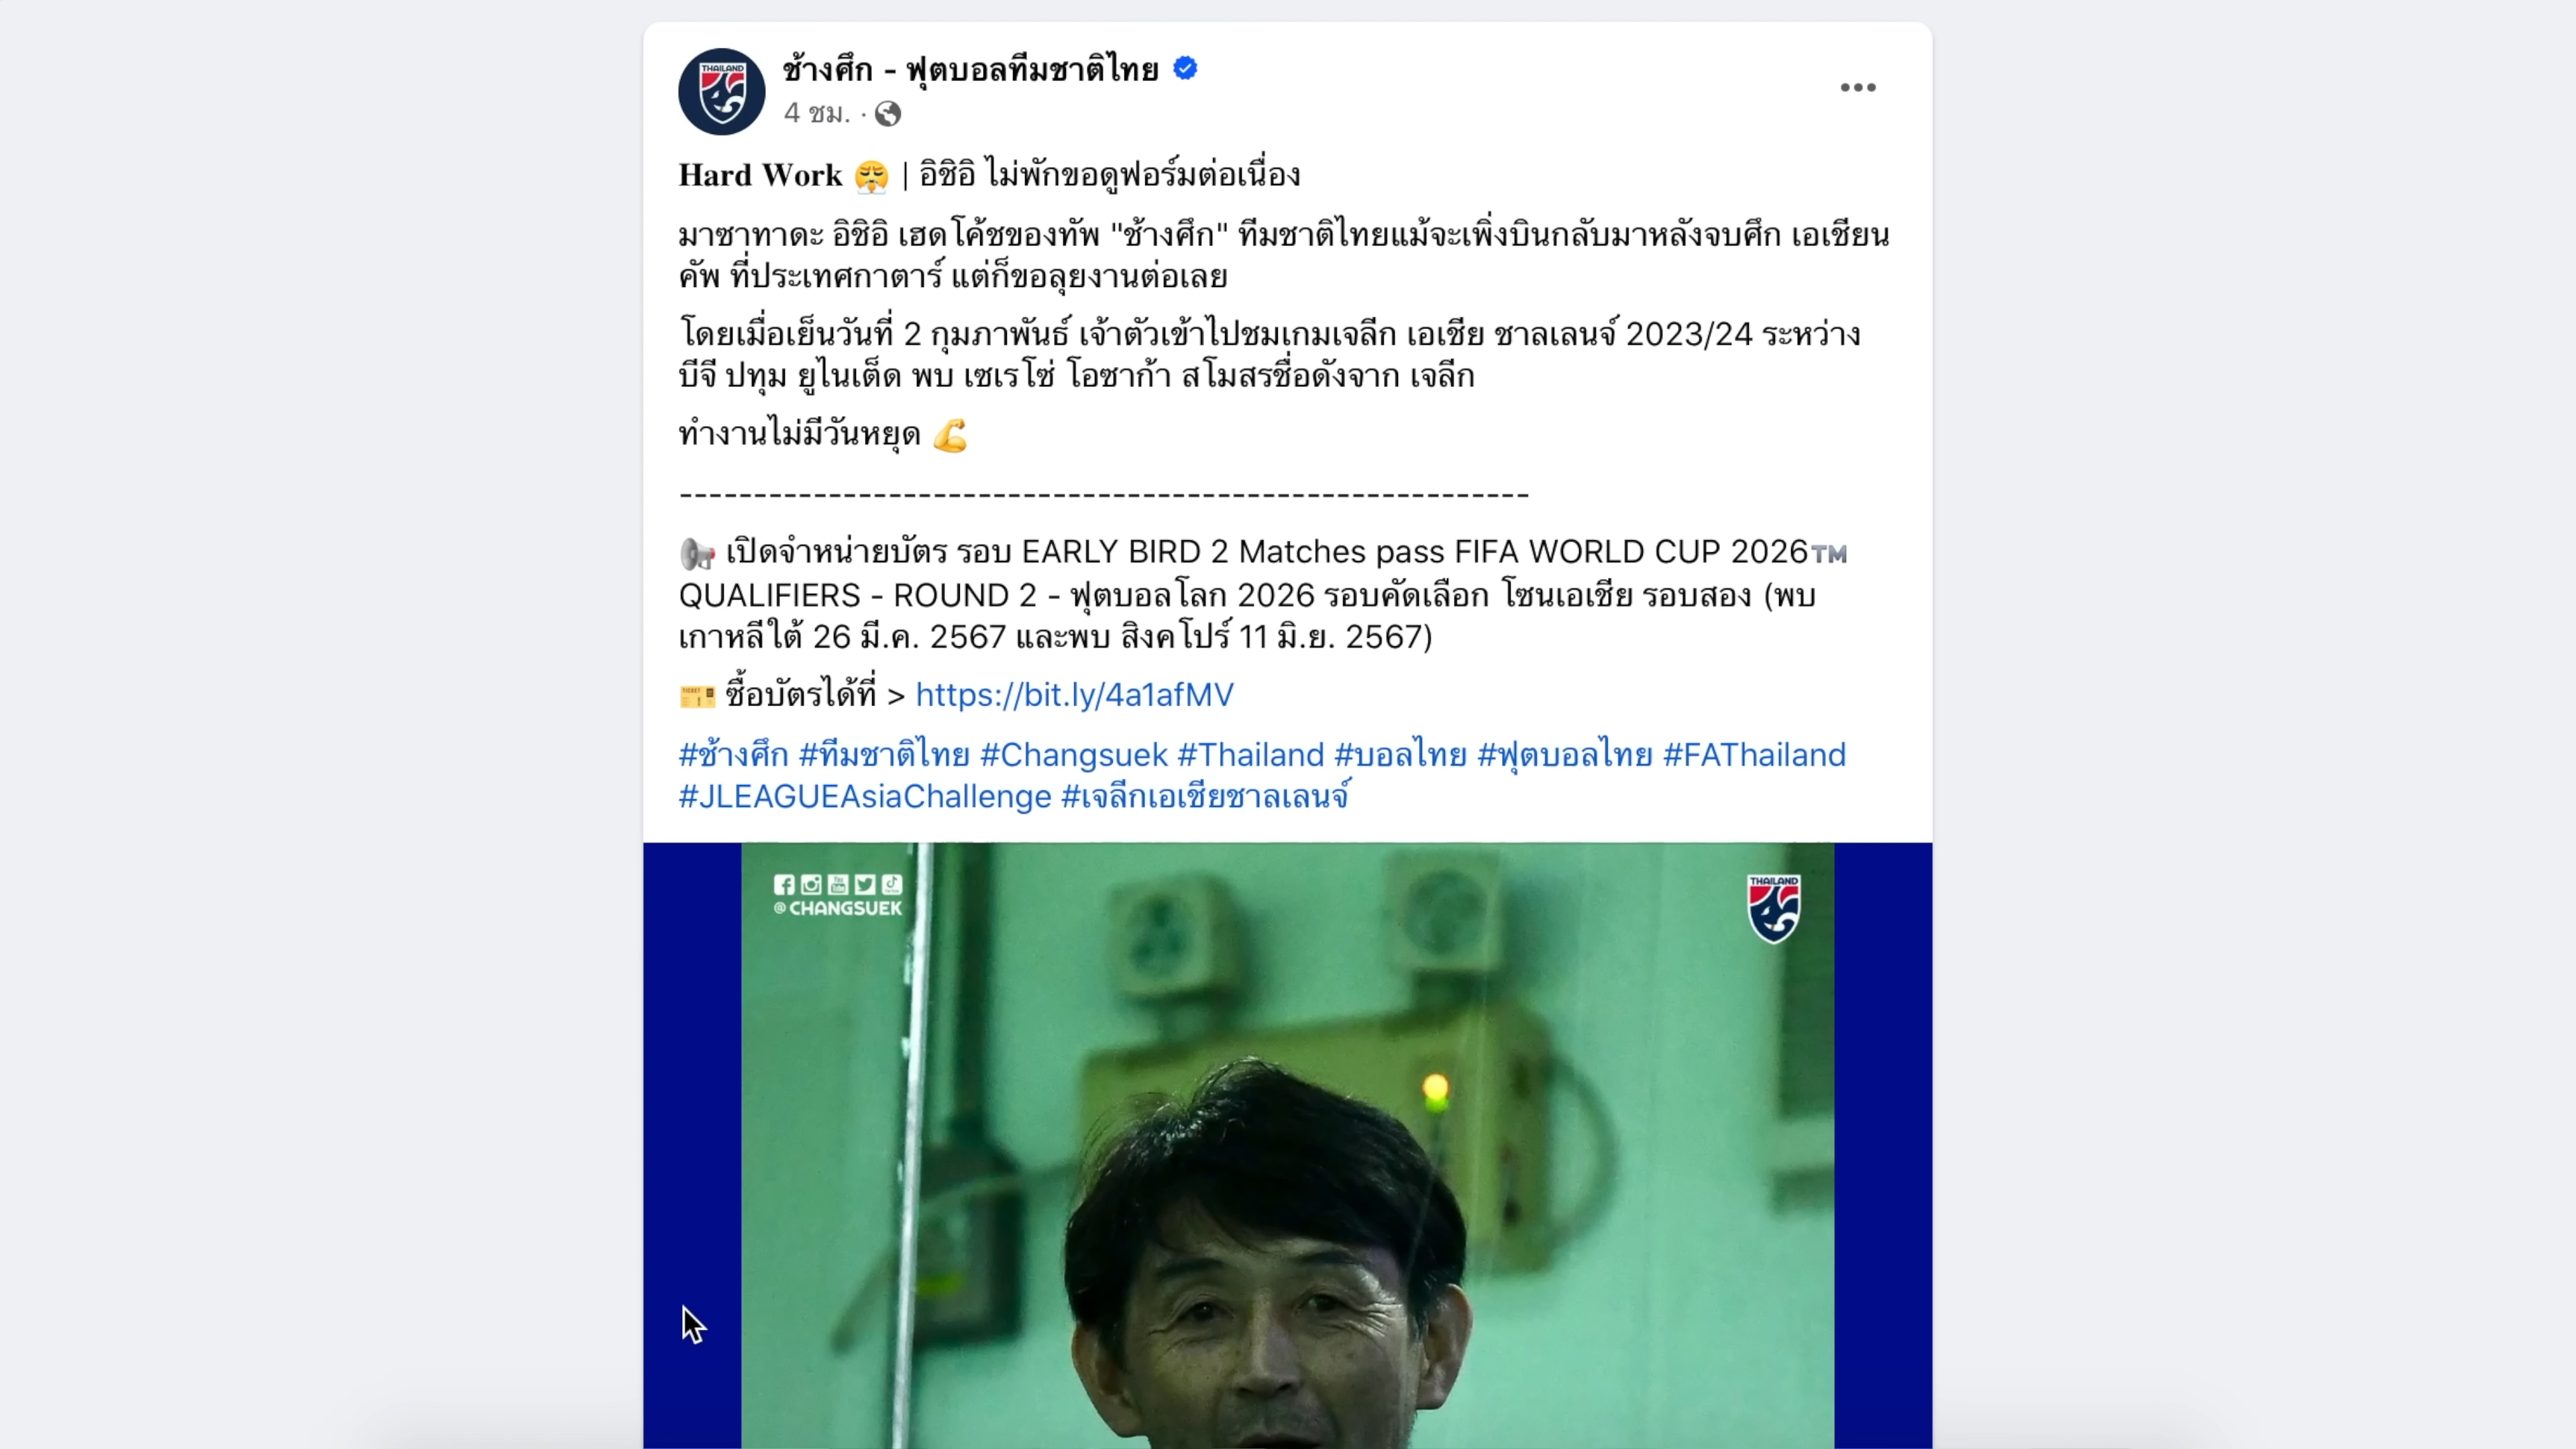 ช้างศึก - ฟุตบอลทีมชาติไทย
4 ชม. ·
Hard Work 😤 | อิชิอิ ไม่พักขอดูฟอร์มต่อเนื่อง
มาซาทาดะ อิชิอิ เฮดโค้ชของทัพ "ช้างศึก" ทีมชาติไทยแม้จะเพิ่งบินกลับมาหลังจบศึก เอเชียน
คัพ ที่ประเทศกาตาร์ แต่ก็ขอลุยงานต่อเลย
โดยเมื่อเย็นวันที่ 2 กุมภาพันธ์ เจ้าตัวเข้าไปชมเกมเจลีก เอเชีย ชาลเลนจ์ 2023/24 ระหว่าง
บีจี ปทุม ยูไนเต็ด พบ เซเรโซ่ โอซาก้า สโมสรชื่อดังจาก เจลีก
ทำงานไม่มีวันหยุด 💪
---------------------------------------------------------
📢 เปิดจำหน่ายบัตร รอบ EARLY BIRD 2 Matches pass FIFA WORLD CUP 2026™️
QUALIFIERS - ROUND 2 - ฟุตบอลโลก 2026 รอบคัดเลือก โซนเอเชีย รอบสอง (พบ
เกาหลีใต้ 26 มี.ค. 2567 และพบ สิงคโปร์ 11 มิ.ย. 2567)
🎫 ซื้อบัตรได้ที่ > https://bit.ly/4a1afMV
#ช้างศึก #ทีมชาติไทย #Changsuek #Thailand #บอลไทย #ฟุตบอลไทย #FAThailand
#JLEAGUEAsiaChallenge #เจลีกเอเชียชาลเลนจ์
@ CHANGSUEK
THAILAND